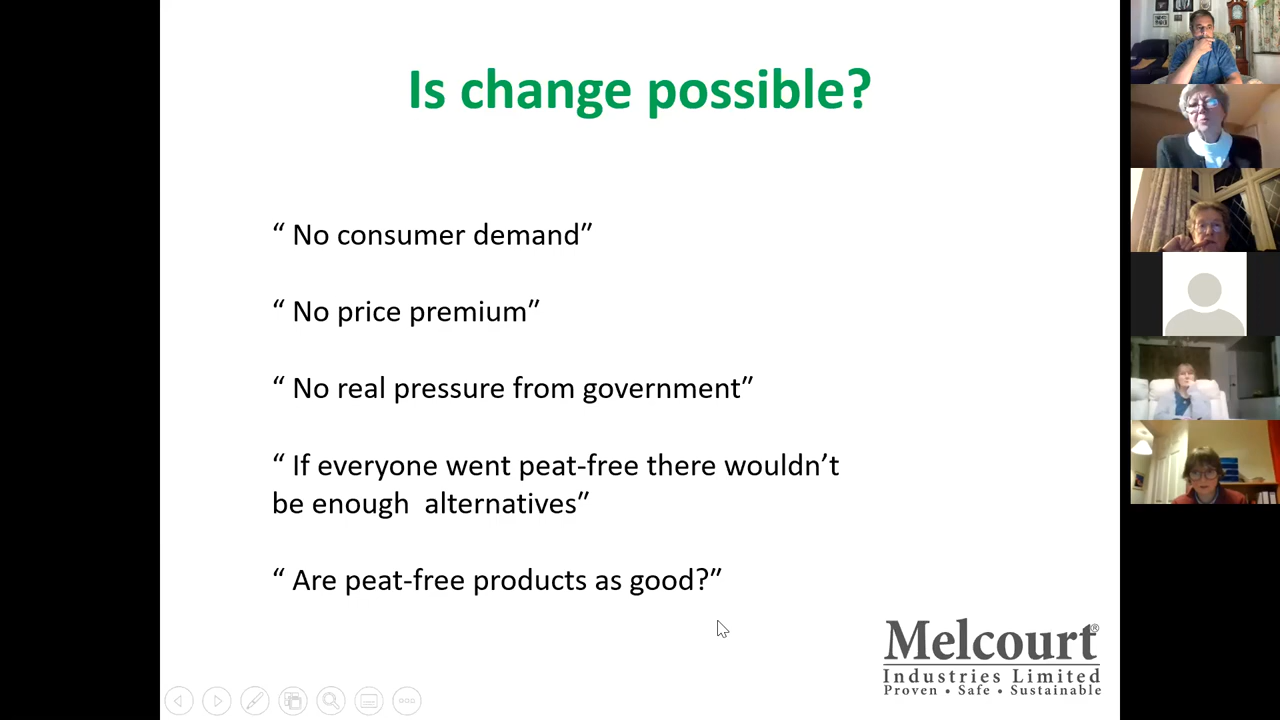 Is change possible?
“ No consumer demand”
“ No price premium”
“ No real pressure from government”
“ If everyone went peat-free there wouldn’t
be enough  alternatives”
“ Are peat-free products as good?”
Melcourt®
Industries Limited
Proven • Safe • Sustainable